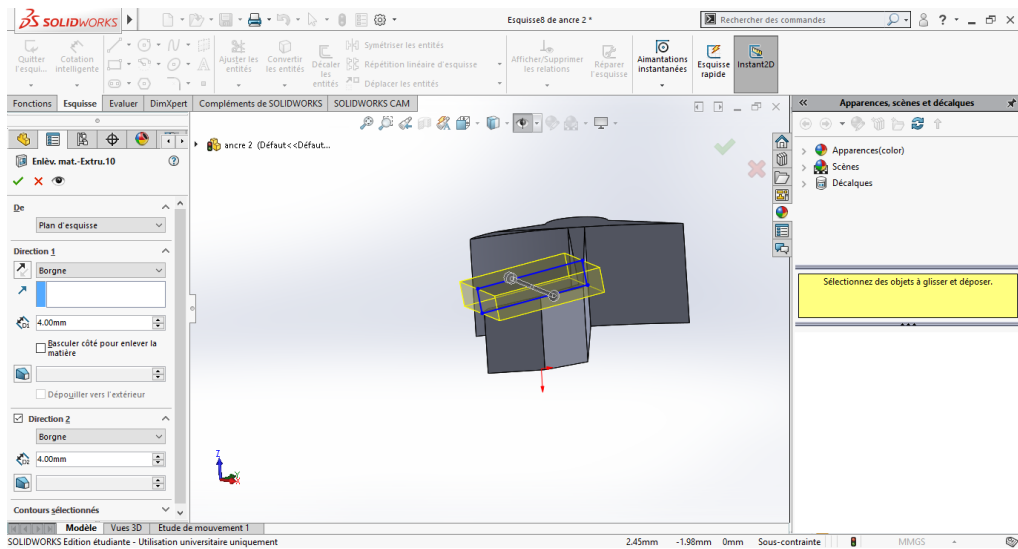 SOLIDWORKS
Esquisse8 de ancre 2 *
Rechercher des commandes
Quitter l'esqui...
Cotation intelligente
Ajuster les entités
Convertir les entités
Décaler les entités
Symétriser les entités
Répétition linéaire d'esquisse
Déplacer les entités
Afficher/Supprimer les relations
Réparer l'esquisse
Aimantations instantanées
Esquisse rapide
Instant2D
Fonctions
Esquisse
Evaluer
DimXpert
Compléments de SOLIDWORKS
SOLIDWORKS CAM
Apparences, scènes et décalques
ancre 2 (Défaut<<Défaut...
Enlèv. mat.-Extru.10
De
Plan d'esquisse
Direction 1
Borgne
4.00mm
Basculer côté pour enlever la
matière
Dépouiller vers l'extérieur
Direction 2
Borgne
4.00mm
Contours sélectionnés
Apparences(color)
Scènes
Décalques
Sélectionnez des objets à glisser et déposer.
Z
Y
X
Modèle
Vues 3D
Etude de mouvement 1
SOLIDWORKS Edition étudiante - Utilisation universitaire uniquement
2.45mm
-1.98mm
0mm
Sous-contrainte
MMGS